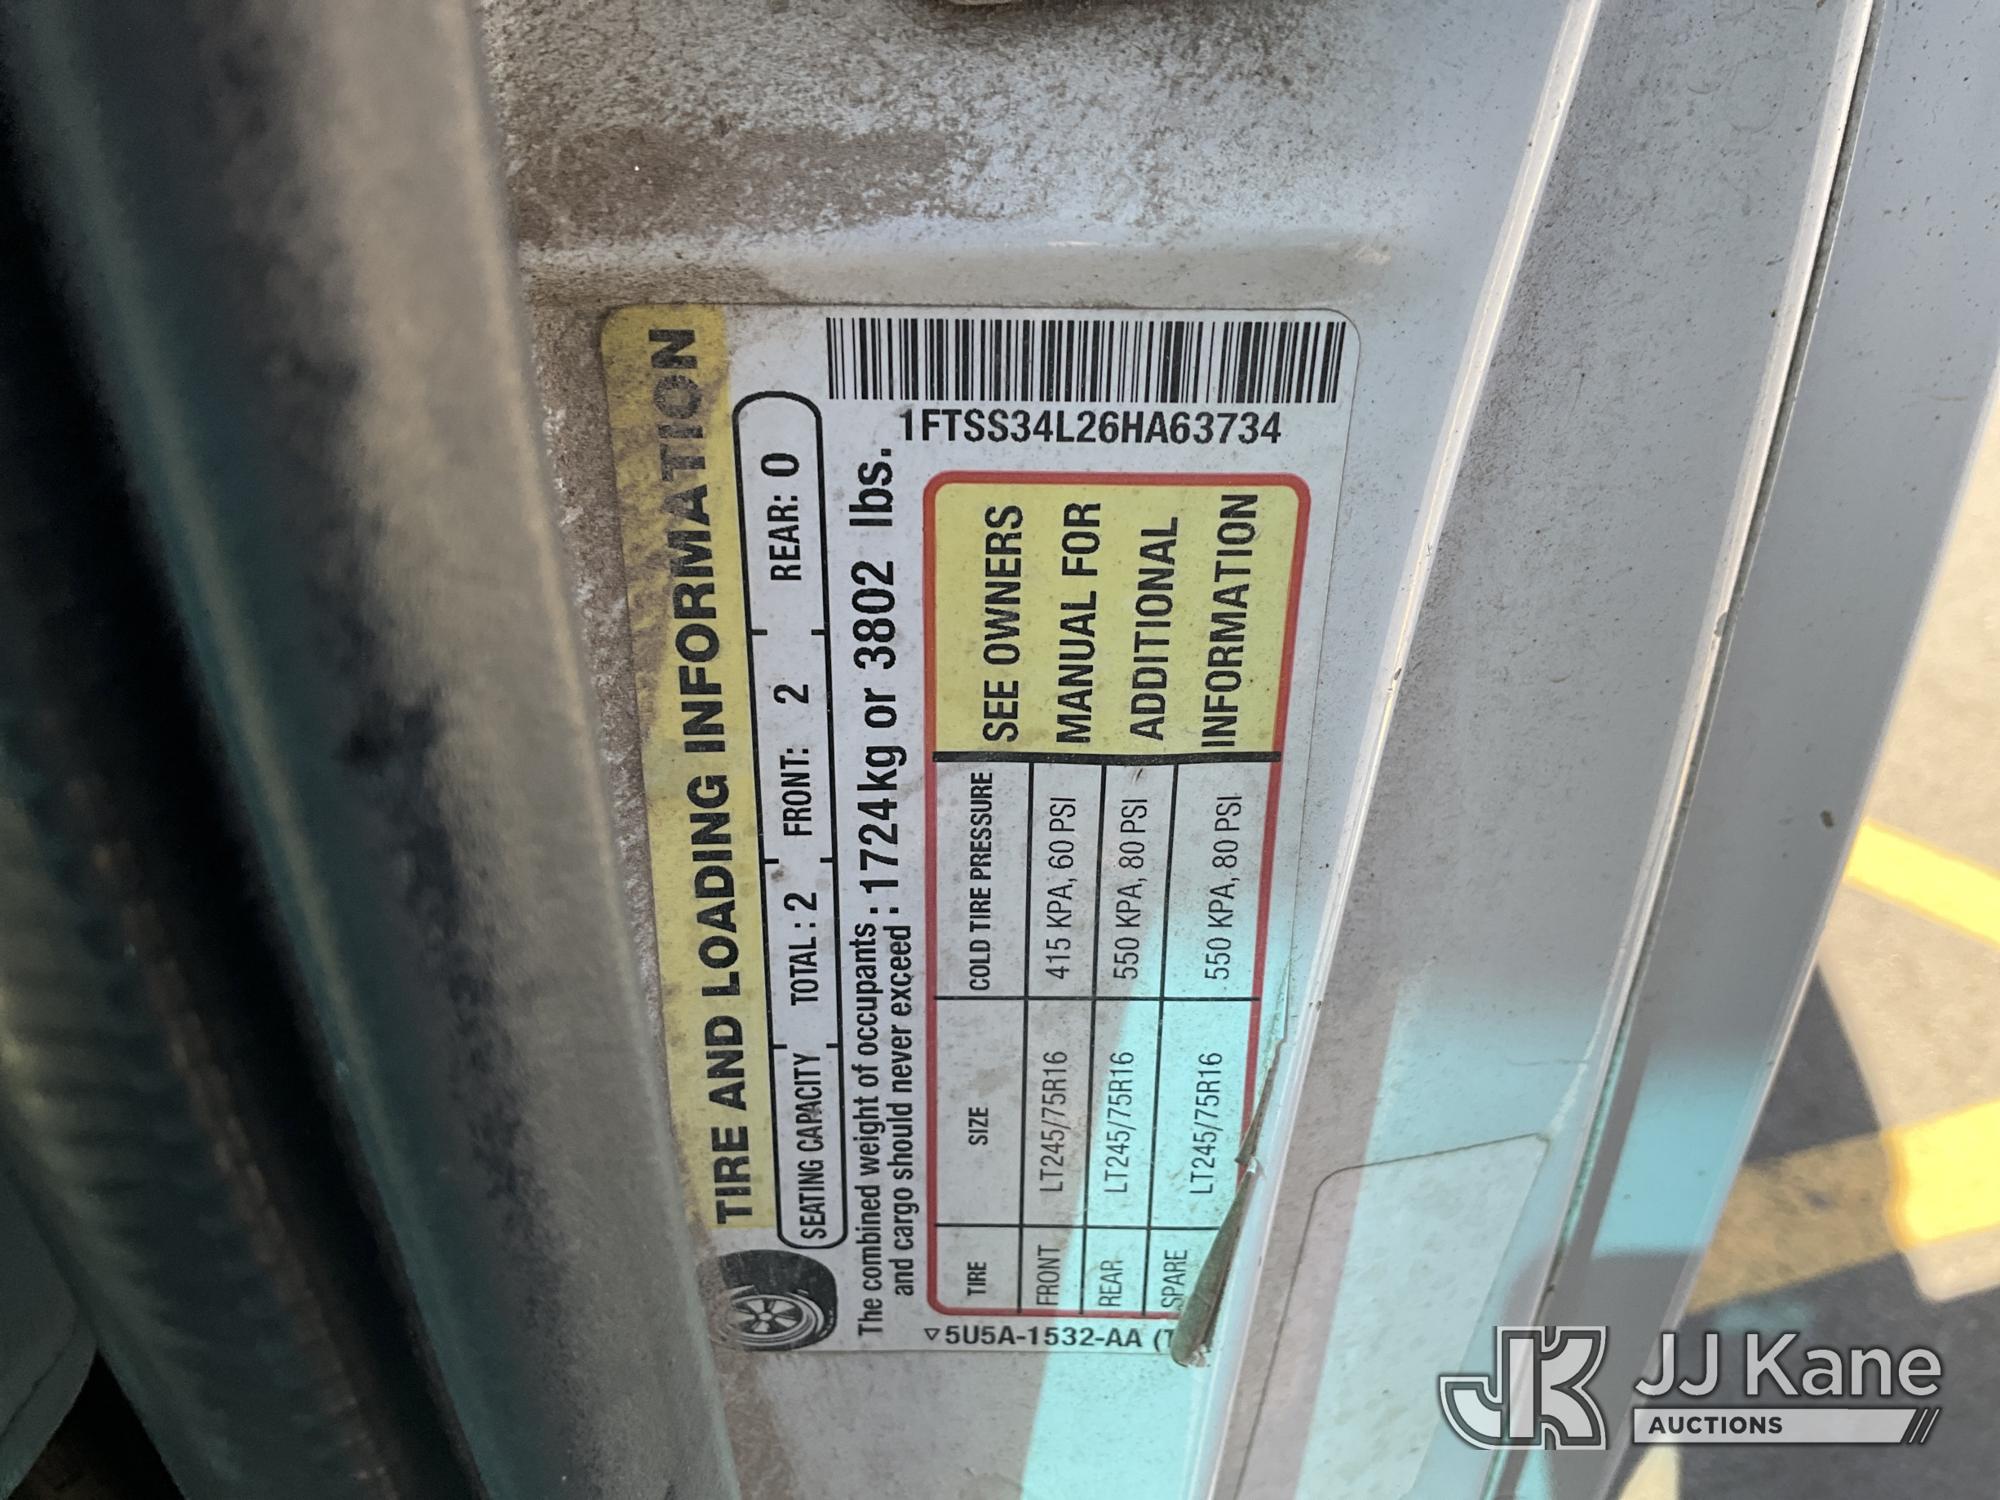 TIRE AND LOADING INFORMATION
SEATING CAPACITY TOTAL : 2 FRONT: 2 REAR: 0
The combined weight of occupants : 1724kg or 3802 lbs.
and cargo should never exceed :
1FTSS34L26HA63734
TIRE SIZE COLD TIRE PRESSURE
FRONT LT245/75R16 415 KPA, 60 PSI
REAR LT245/75R16 550 KPA, 80 PSI
SPARE LT245/75R16 550 KPA, 80 PSI
SEE OWNERS
MANUAL FOR
ADDITIONAL
INFORMATION
5U5A-1532-AA
JK JJ Kane
AUCTIONS